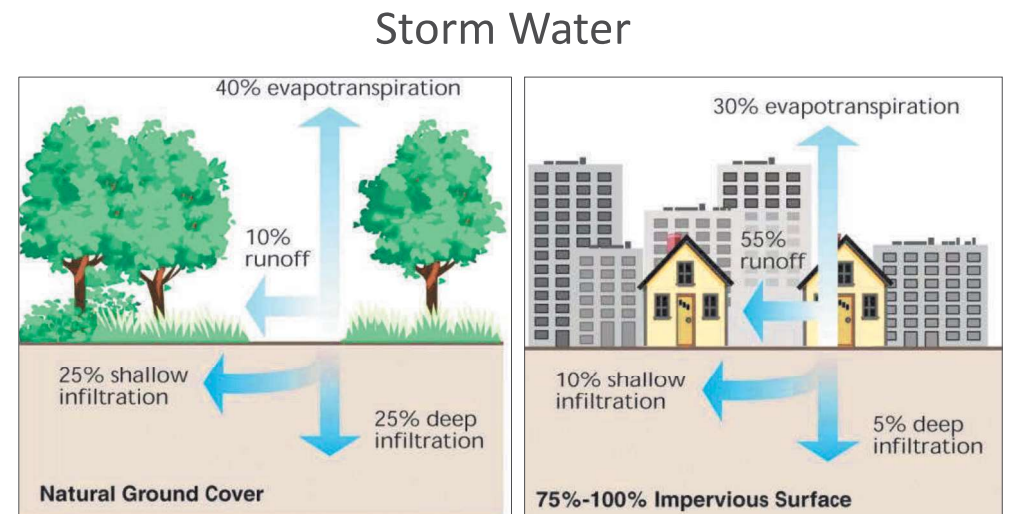 Storm Water
40% evapotranspiration
10%
runoff
25% shallow
infiltration
25% deep
infiltration
Natural Ground Cover
30% evapotranspiration
55%
runoff
10% shallow
infiltration
5% deep
infiltration
75%-100% Impervious Surface